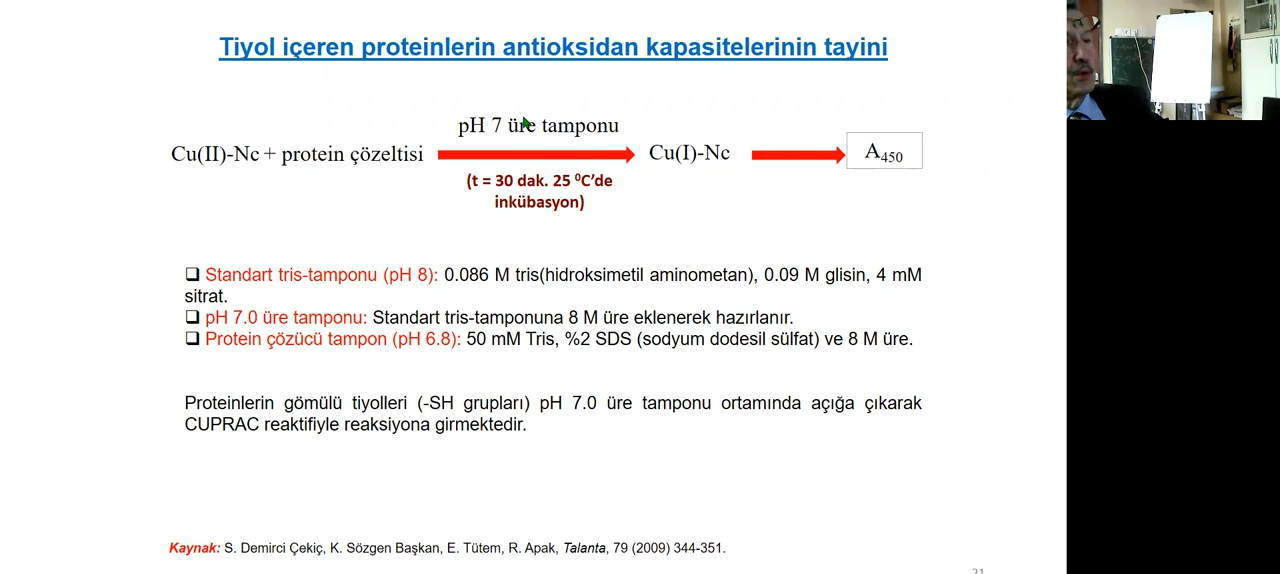 Tiyol içeren proteinlerin antioksidan kapasitelerinin tayini
pH 7 üre tamponu
Cu(II)-Nc + protein çözeltisi
Cu(I)-Nc
A450
(t = 30 dak. 25 ⁰C’de
inkübasyon)
❑ Standart tris-tamponu (pH 8): 0.086 M tris(hidroksimetil aminometan), 0.09 M glisin, 4 mM
sitrat.
❑ pH 7.0 üre tamponu: Standart tris-tamponuna 8 M üre eklenerek hazırlanır.
❑ Protein çözücü tampon (pH 6.8): 50 mM Tris, %2 SDS (sodyum dodesil sülfat) ve 8 M üre.
Proteinlerin gömülü tiyolleri (-SH grupları) pH 7.0 üre tamponu ortamında açığa çıkarak
CUPRAC reaktifiyle reaksiyona girmektedir.
Kaynak: S. Demirci Çekiç, K. Sözgen Başkan, E. Tütem, R. Apak, Talanta, 79 (2009) 344-351.
21